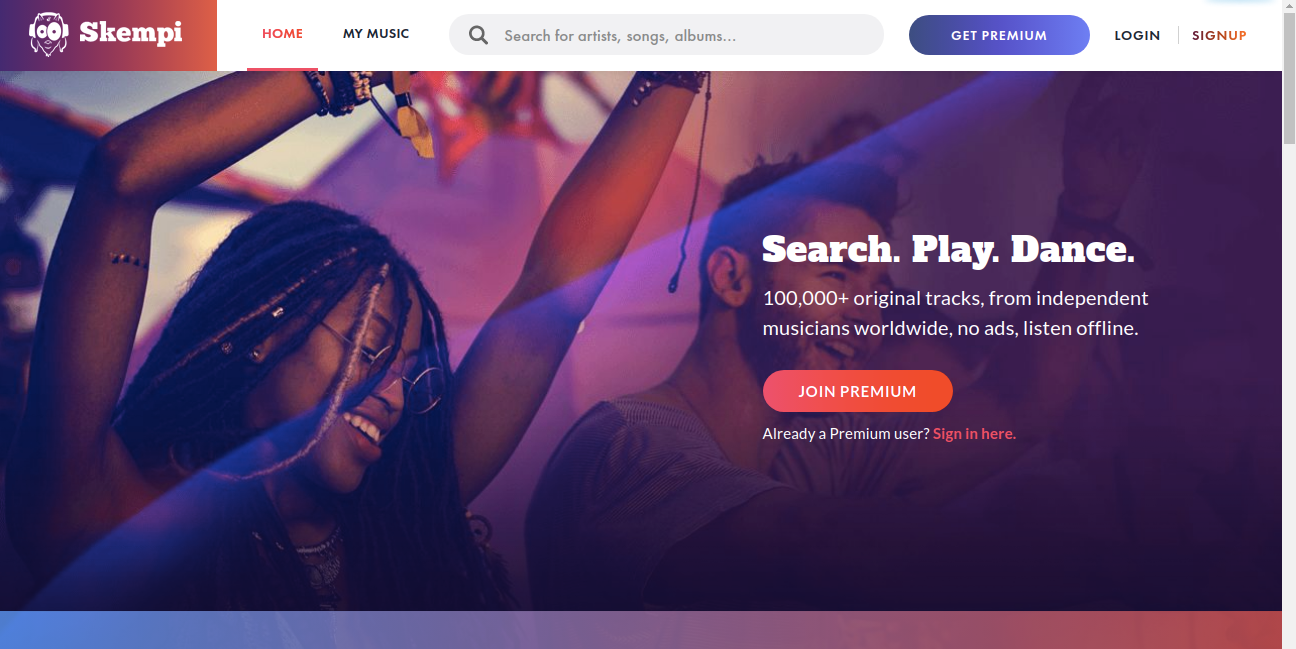 Skempi
HOME
MY MUSIC
Search for artists, songs, albums...
GET PREMIUM
LOGIN
SIGNUP
Search. Play. Dance.
100,000+ original tracks, from independent
musicians worldwide, no ads, listen offline.
JOIN PREMIUM
Already a Premium user? Sign in here.